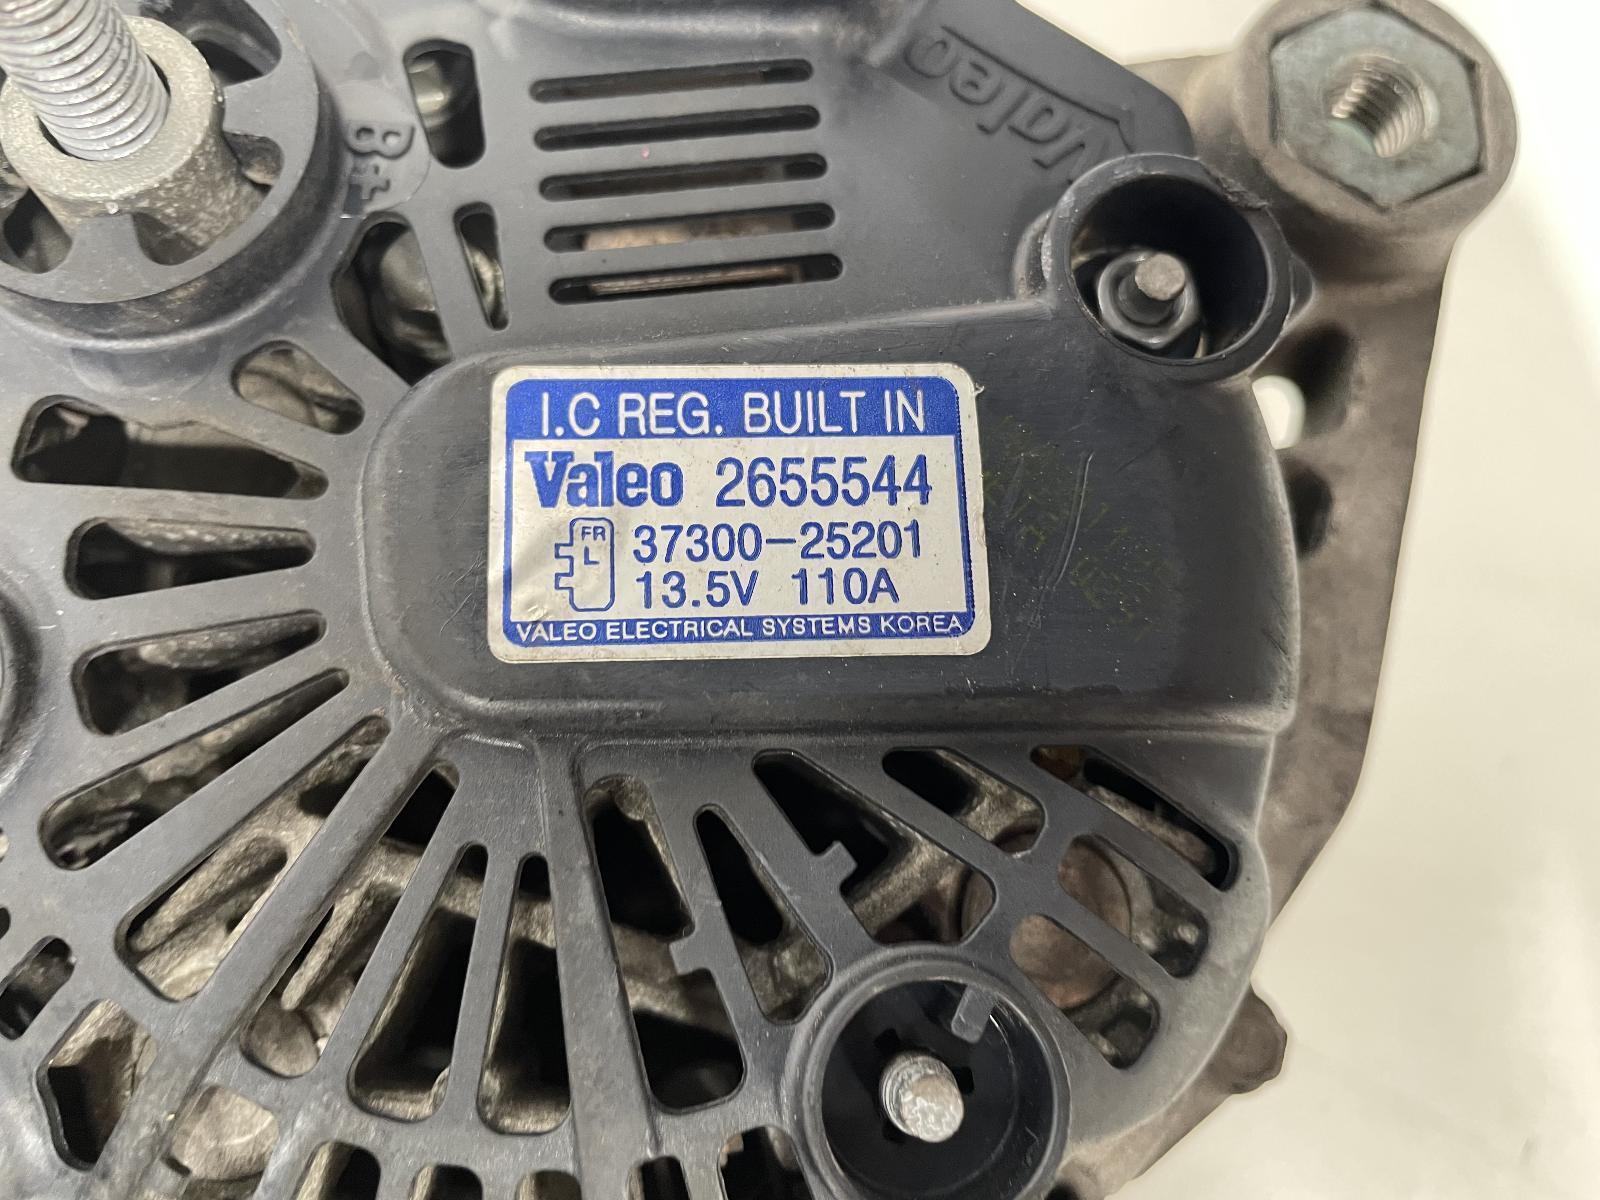 Valeo
B+
I.C REG. BUILT IN
Valeo 2655544
FR
L
37300-25201
13.5V 110A
VALEO ELECTRICAL SYSTEMS KOREA